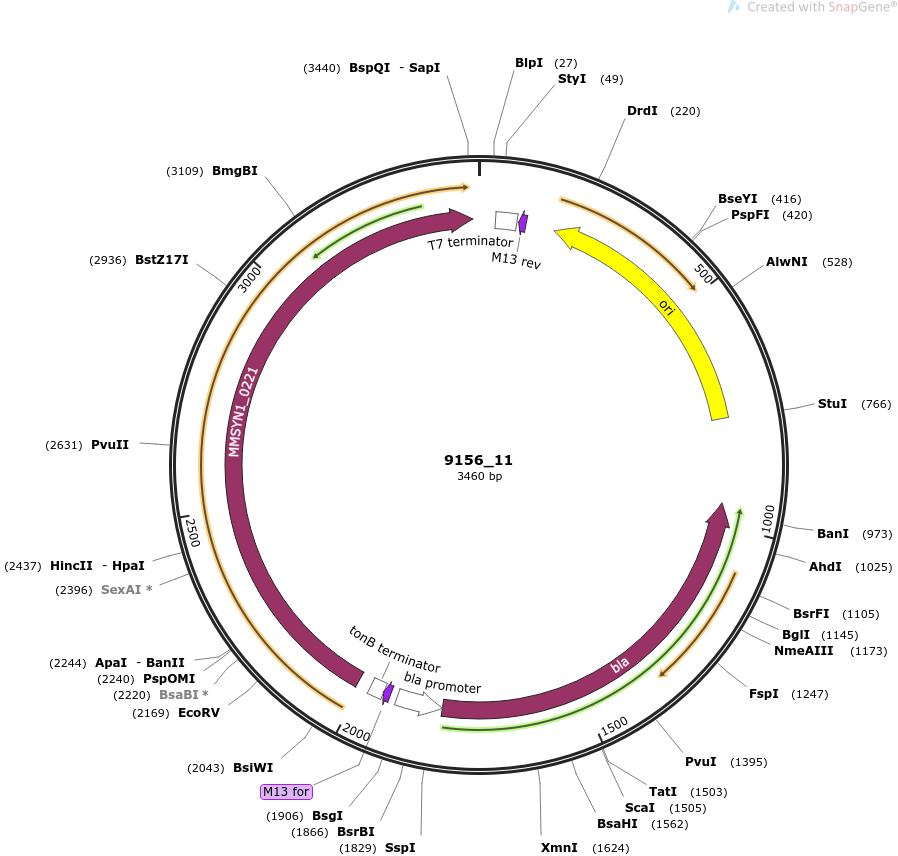 Created with SnapGene®
(3440) BspQI - SapI
BlpI (27)
StyI (49)
DrdI (220)
(3109) BmgBI
BseYI (416)
PspFI (420)
(2936) BstZ17I
AlwNI (528)
T7 terminator
M13 rev
3000
500
ori
MMSYN1_0221
StuI (766)
(2631) PvuII
9156_11
3460 bp
2500
1000
BanI (973)
(2437) HincII - HpaI
AhdI (1025)
(2396) SexAI *
BsrFI (1105)
BglI (1145)
NmeAIII (1173)
tonB terminator
bla promoter
bla
(2244) ApaI - BanII
(2240) PspOMI
(2220) BsaBI *
(2169) EcoRV
FspI (1247)
2000
1500
(2043) BsiWI
PvuI (1395)
M13 for
TatI (1503)
(1906) BsgI
ScaI (1505)
(1866) BsrBI
BsaHI (1562)
(1829) SspI
XmnI (1624)